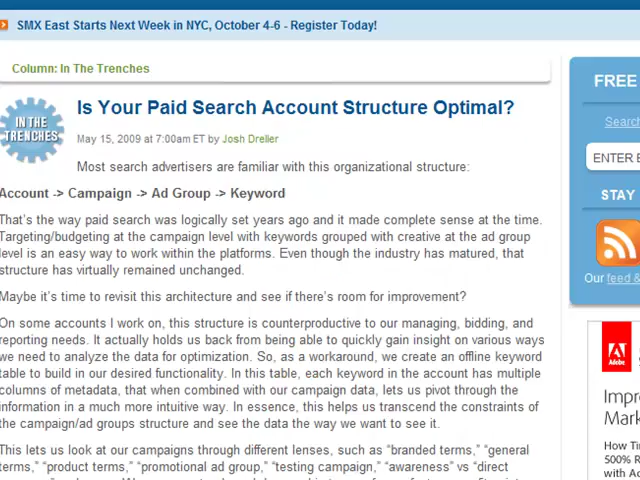 SMX East Starts Next Week in NYC, October 4-6 - Register Today!
Column: In The Trenches
IN THE
TRENCHES
Is Your Paid Search Account Structure Optimal?
May 15, 2009 at 7:00am ET by Josh Dreller
Most search advertisers are familiar with this organizational structure:
Account -> Campaign -> Ad Group -> Keyword
That's the way paid search was logically set years ago and it made complete sense at the time.
Targeting/budgeting at the campaign level with keywords grouped with creative at the ad group
level is an easy way to work within the platforms. Even though the industry has matured, that
structure has virtually remained unchanged.
Maybe it's time to revisit this architecture and see if there's room for improvement?
On some accounts I work on, this structure is counterproductive to our managing, bidding, and
reporting needs. It actually holds us back from being able to quickly gain insight on various ways
we need to analyze the data for optimization. So, as a workaround, we create an offline keyword
table to build in our desired functionality. In this table, each keyword in the account has multiple
columns of metadata, that when combined with our campaign data, lets us pivot through the
information in a much more intuitive way. In essence, this helps us transcend the constraints of
the campaign/ad groups structure and see the data the way we want to see it.
This lets us look at our campaigns through different lenses, such as "branded terms," "general
terms," "product terms," "promotional ad group," "testing campaign," "awareness" vs "direct
FREE
Search
ENTER E
STAY
Our feed &
Adobe
Impr
Mark
How Ti
500% R
with Ac